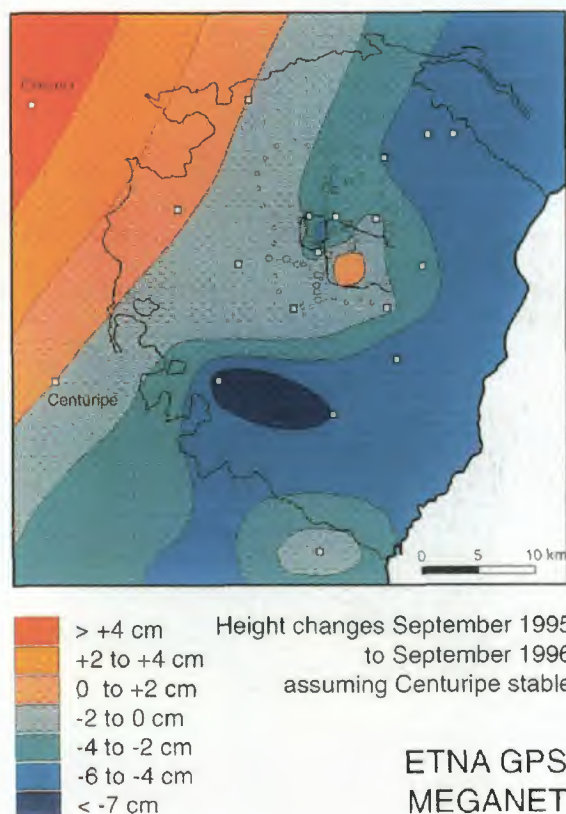 Centuripe
0 5 10 km
> +4 cm
+2 to +4 cm
0 to +2 cm
-2 to 0 cm
-4 to -2 cm
-6 to -4 cm
< -7 cm
Height changes September 1995
to September 1996
assuming Centuripe stable
ETNA GPS
MEGANET